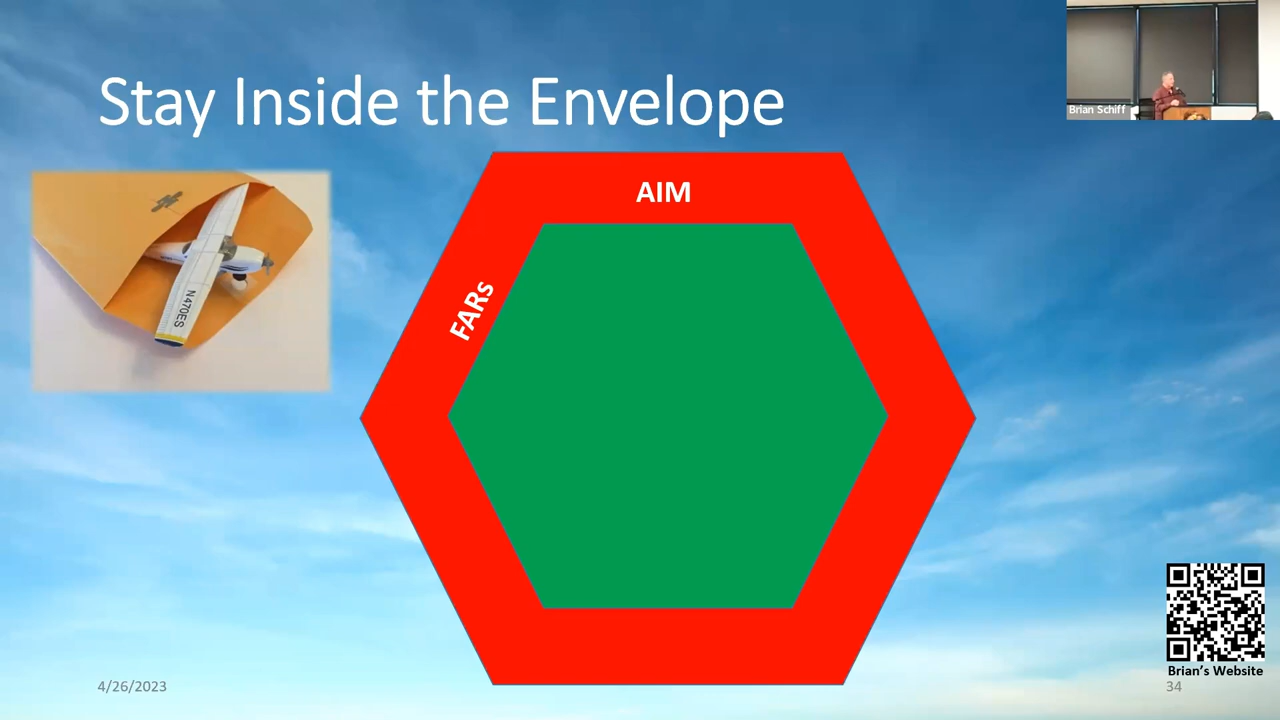 Stay Inside the Envelope
Brian Schiff
AIM
FARs
N470ES
Brian's Website
4/26/2023
34